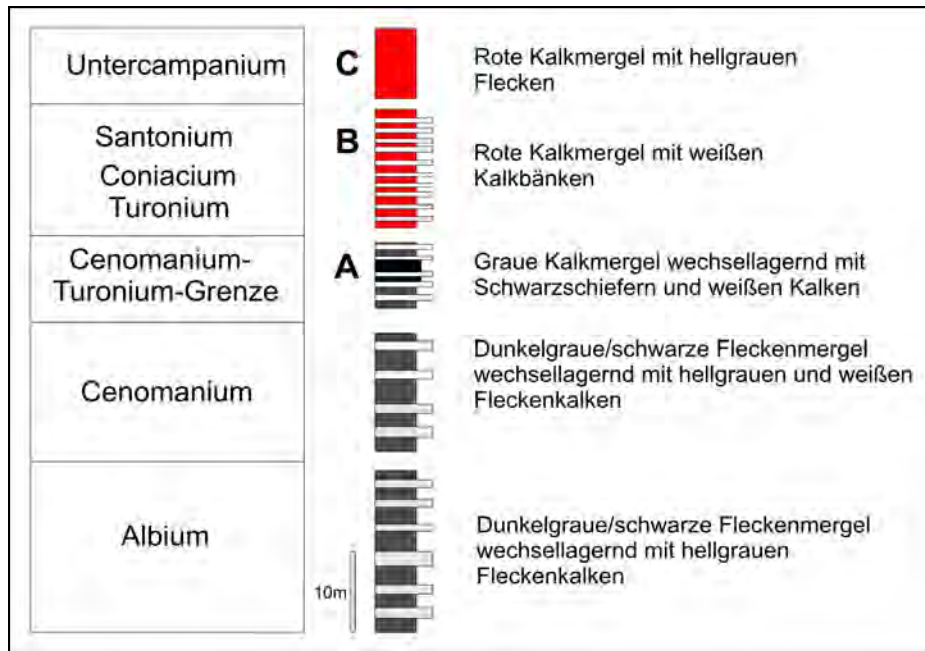 Untercampanium
C
Rote Kalkmergel mit hellgrauen
Flecken
Santonium
Coniacium
Turonium
B
Rote Kalkmergel mit weißen
Kalkbänken
Cenomanium-
Turonium-Grenze
A
Graue Kalkmergel wechsellagernd mit
Schwarzschiefern und weißen Kalken
Cenomanium
Dunkelgraue/schwarze Fleckenmergel
wechsellagernd mit hellgrauen und weißen
Fleckenkalken
Albium
10m
Dunkelgraue/schwarze Fleckenmergel
wechsellagernd mit hellgrauen
Fleckenkalken